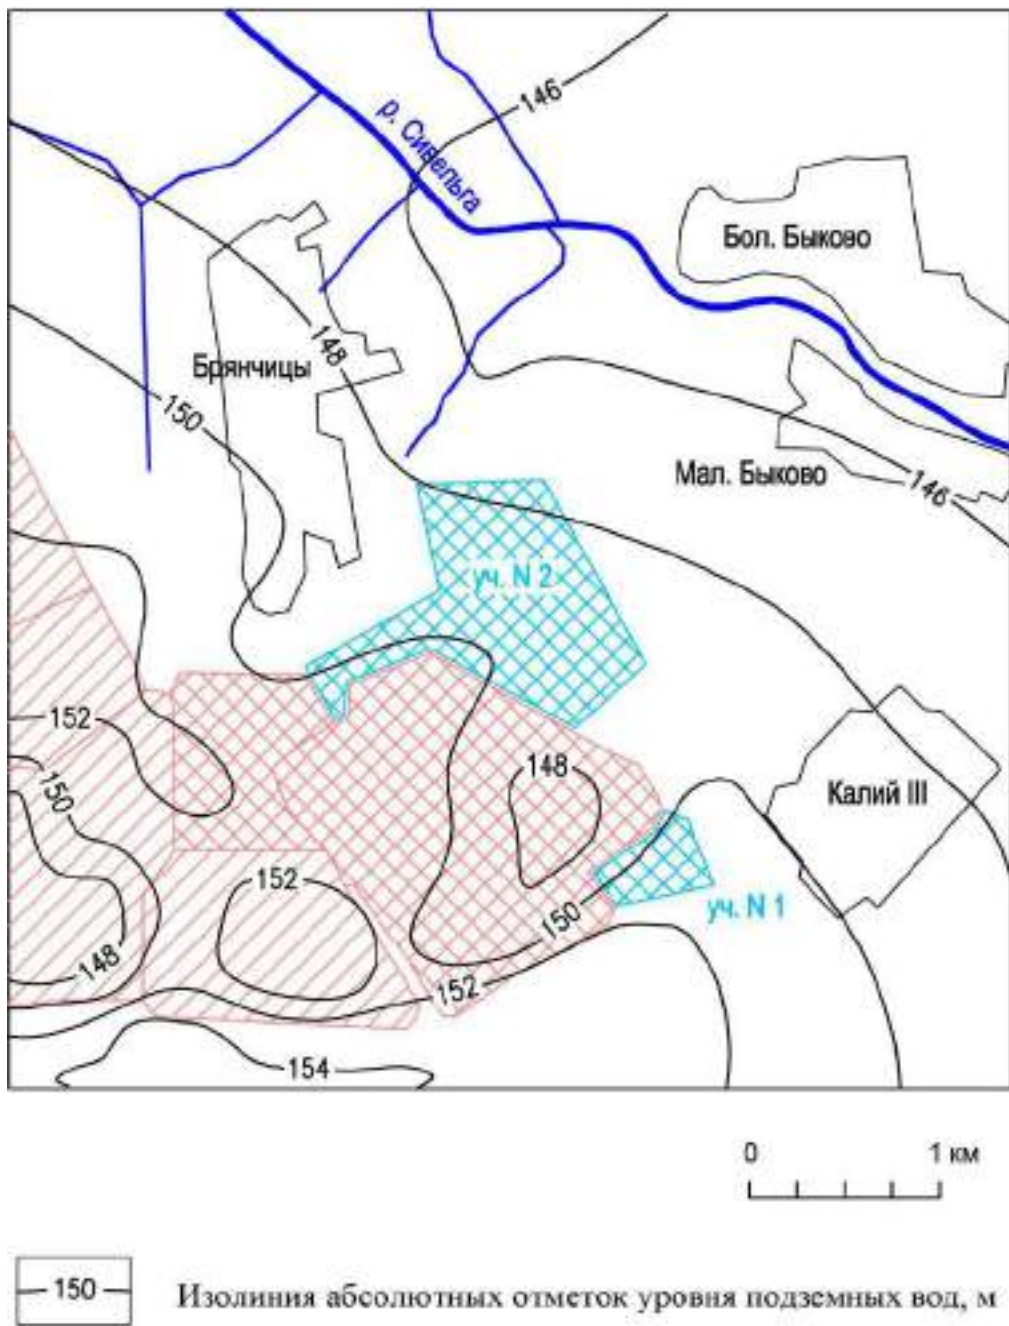 146
р. Сивельга
Бол. Быково
148
Брянчицы
150
Мал. Быково
146
уч. N 2
152
150
148
Калий III
152
150
уч. N 1
148
152
154
0 1 км
150 Изолиния абсолютных отметок уровня подземных вод, м